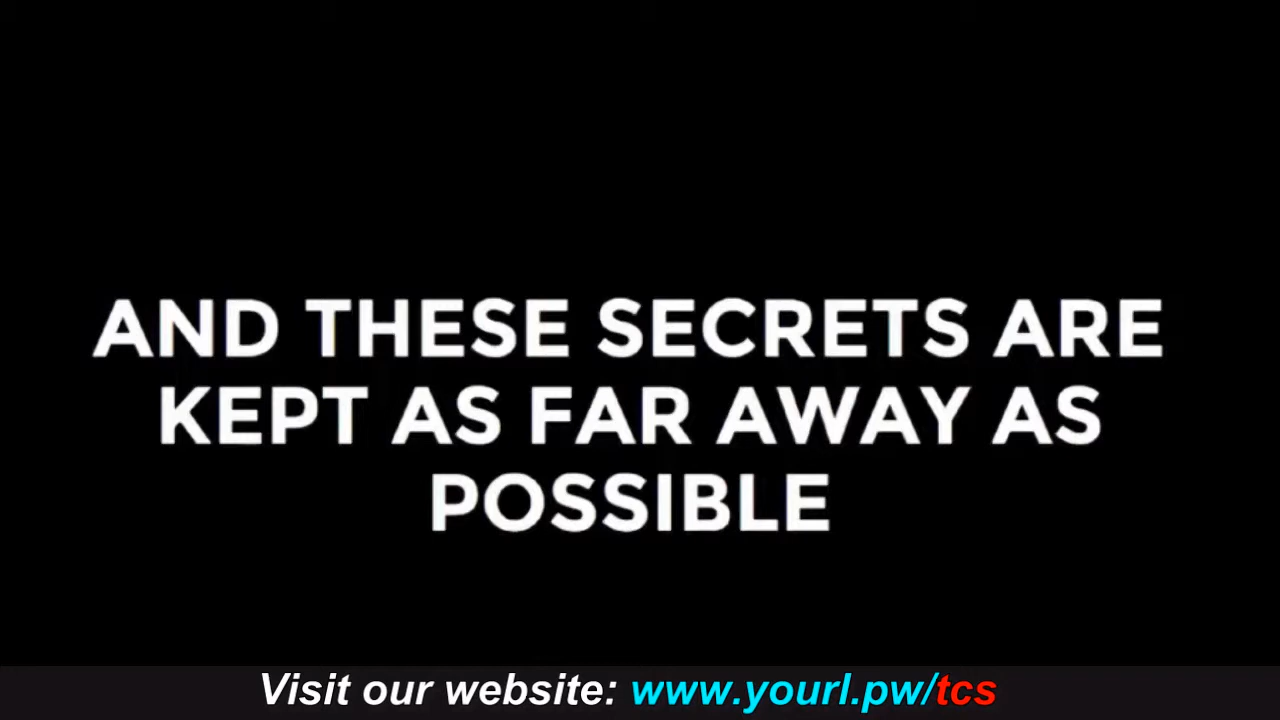 AND THESE SECRETS ARE
KEPT AS FAR AWAY AS
POSSIBLE
Visit our website: www.yourl.pw/tcs